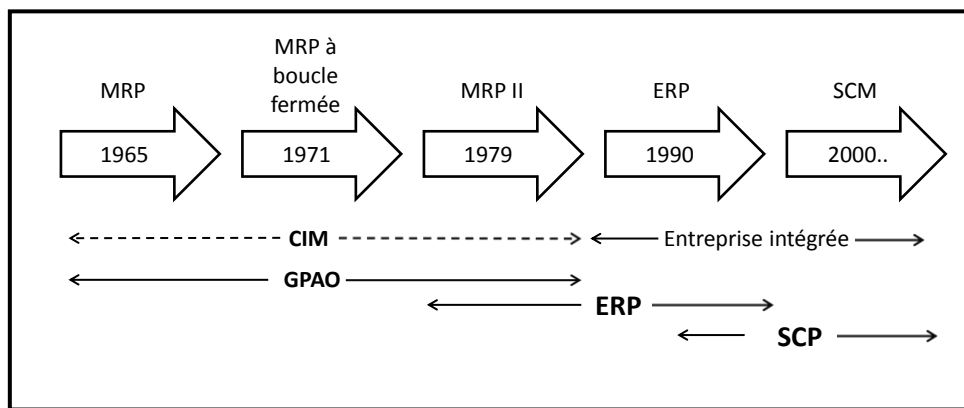 MRP
MRP à
boucle
fermée
MRP II
ERP
SCM
1965
1971
1979
1990
2000..
CIM
Entreprise intégrée
GPAO
ERP
SCP